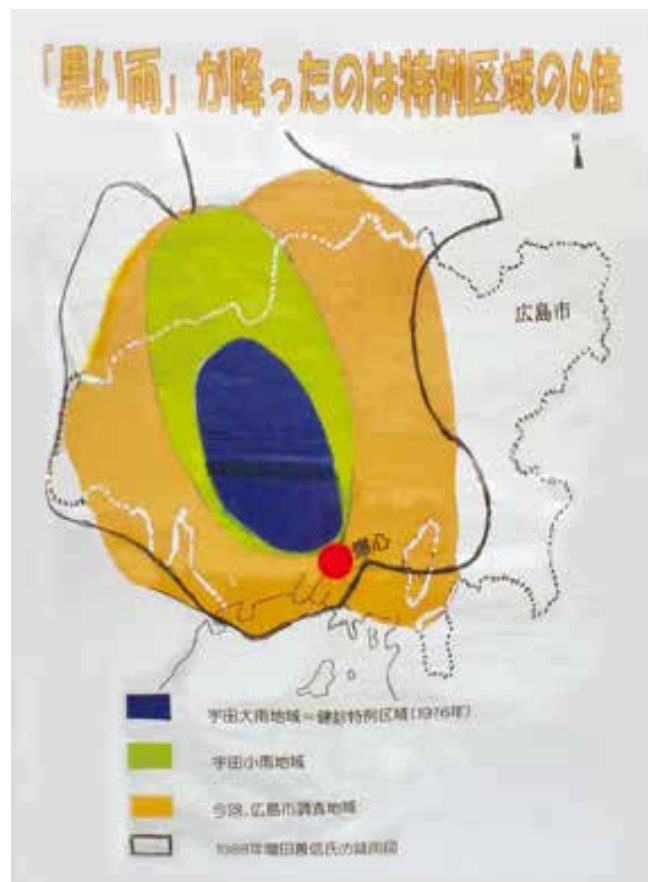 「黒い雨」が降ったのは特例区域の6倍
N
広島市
爆心
宇田大雨地域＝健診特例区域(1976年)
宇田小雨地域
今回、広島市調査地域
1988年増田善信氏の雨域図